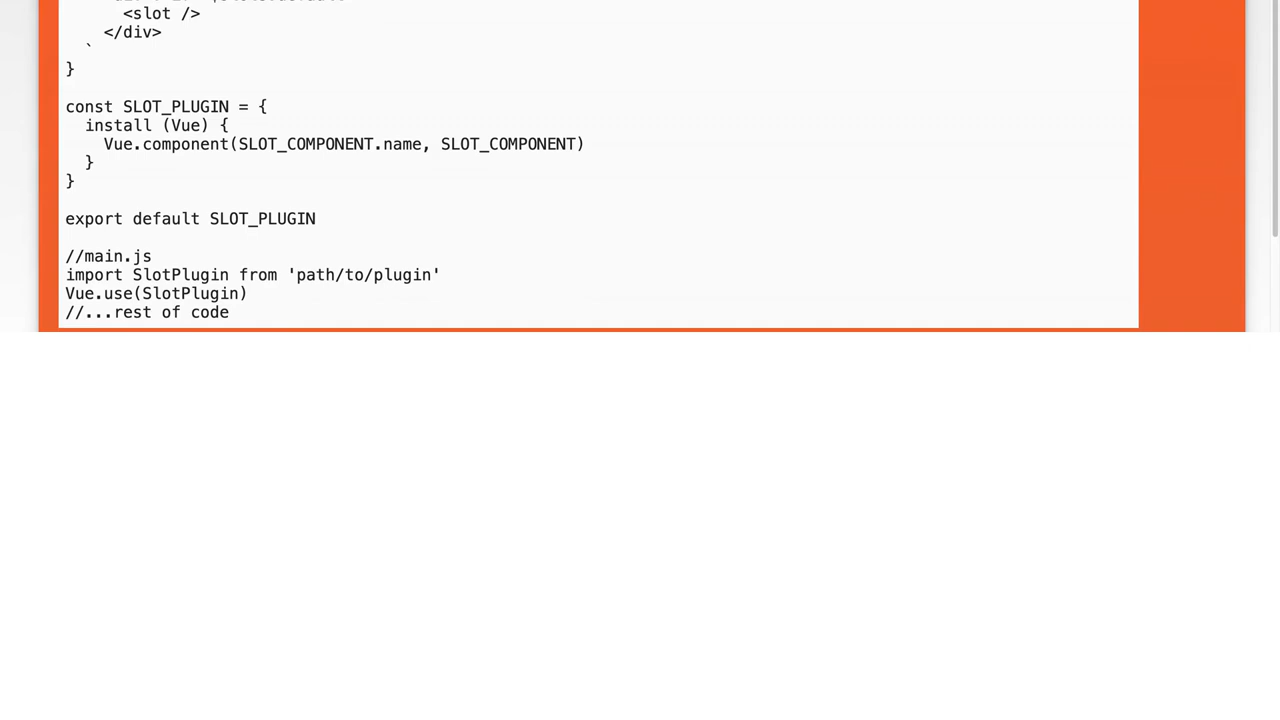 <slot />
</div>
`
}
const SLOT_PLUGIN = {
install (Vue) {
Vue.component(SLOT_COMPONENT.name, SLOT_COMPONENT)
}
}
export default SLOT_PLUGIN
//main.js
import SlotPlugin from 'path/to/plugin'
Vue.use(SlotPlugin)
//...rest of code